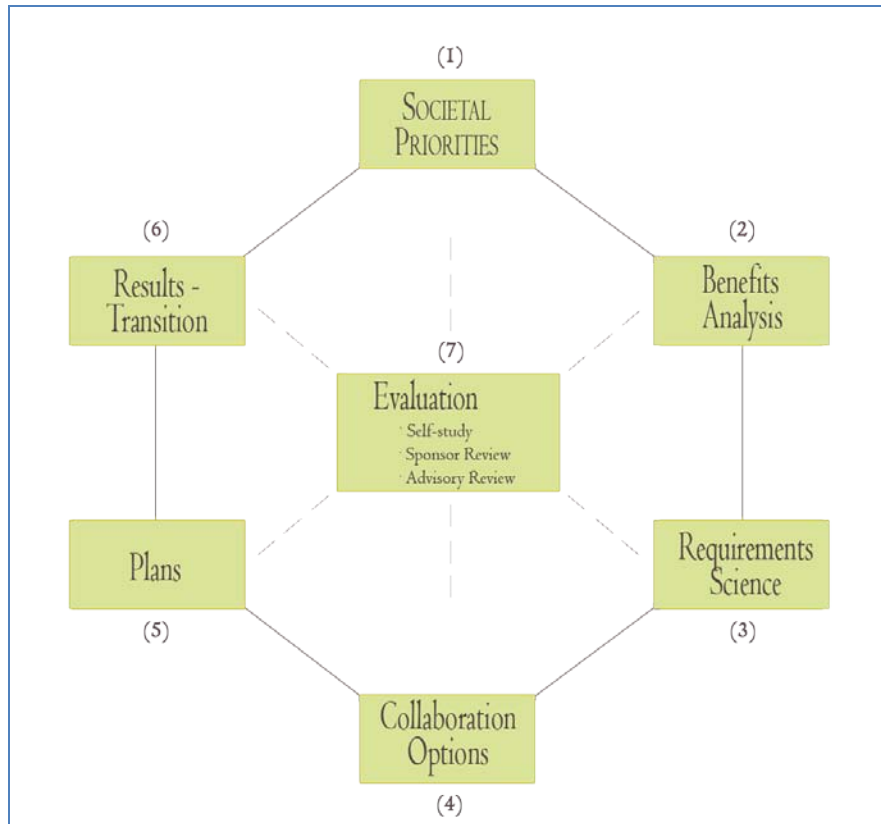 (1)
SOCIETAL
PRIORITIES
(6)
Results -
Transition
(2)
Benefits
Analysis
(7)
Evaluation
· Self-study
· Sponsor Review
· Advisory Review
Plans
(5)
Requirements
Science
(3)
Collaboration
Options
(4)